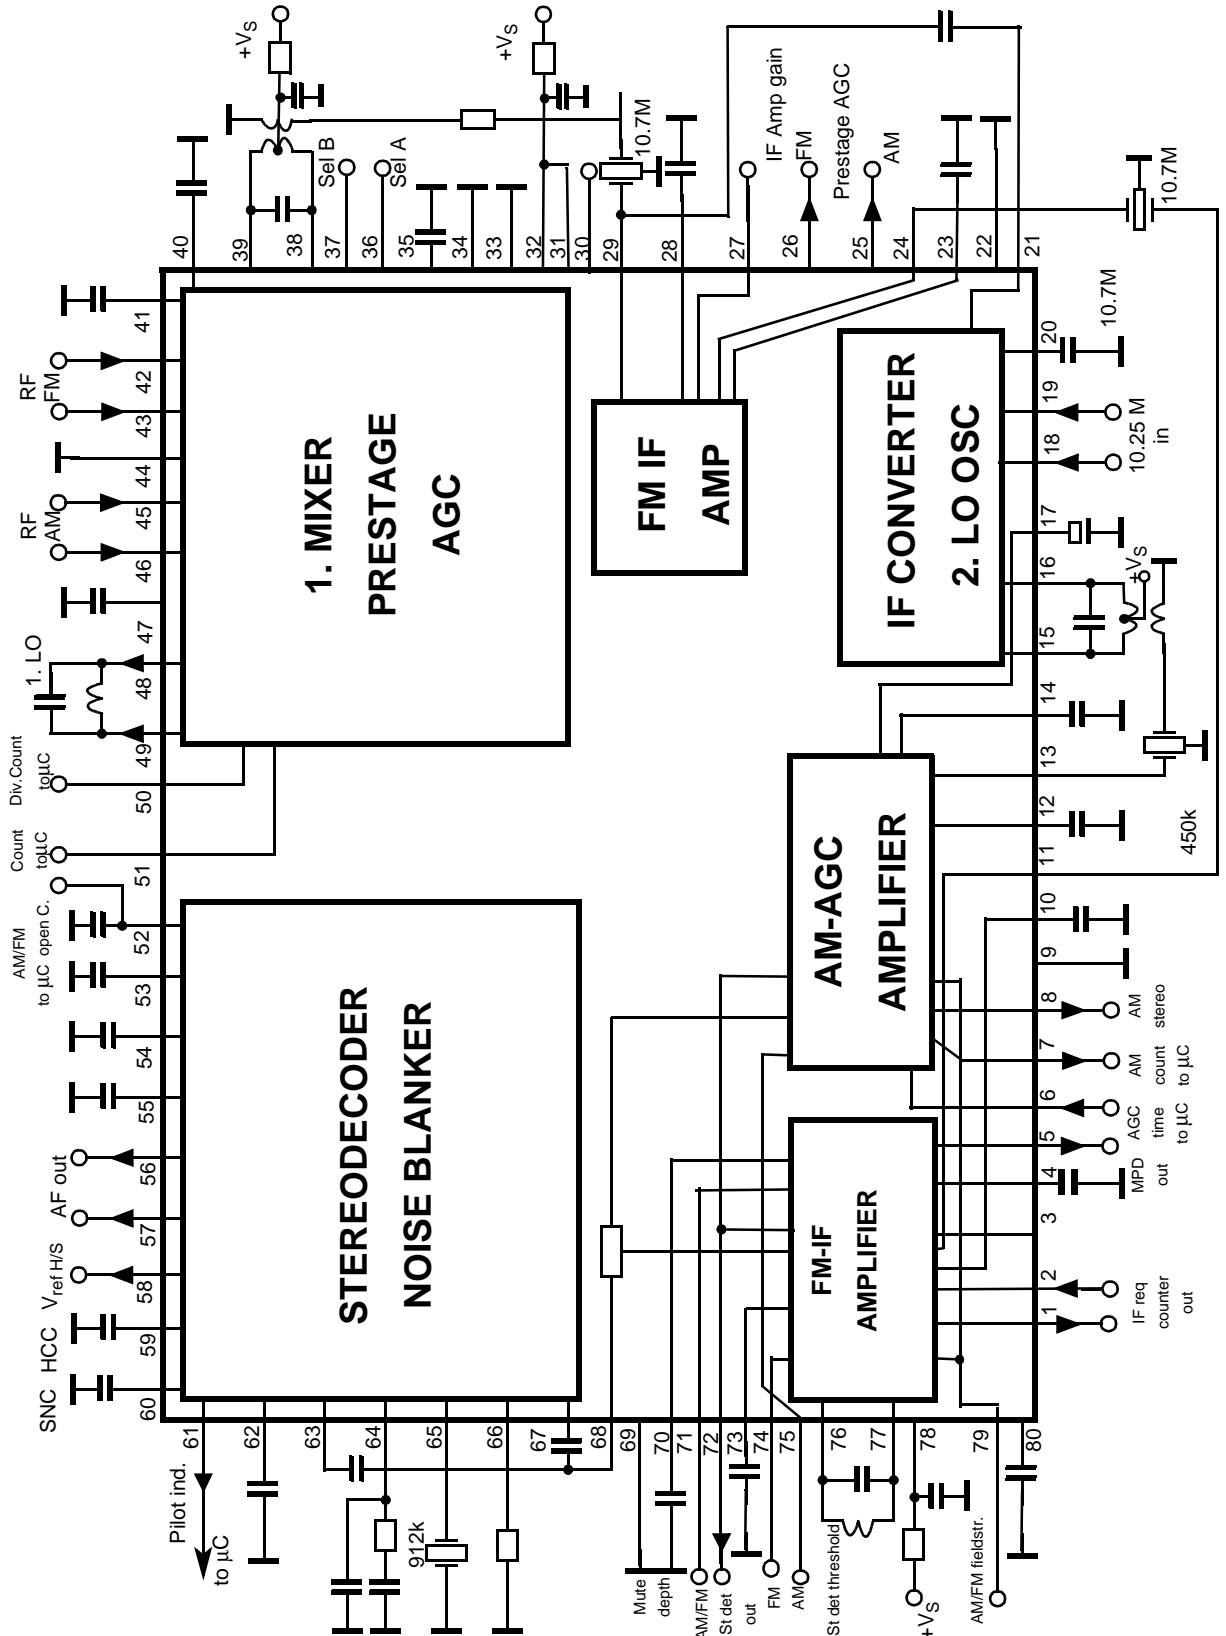 +VS
+VS
Sel B
Sel A
10.7M
IF Amp gain
FM
Prestage AGC
AM
10.7M
40
39
38
37
36
35
34
33
32
31
30
29
28
27
26
25
24
23
22
21
41
42
43
44
45
46
47
48
49
50
51
52
53
54
55
56
57
58
59
60
RF
FM
RF
AM
1. LO
Div.Count
toµC
Count
toµC
AM/FM
to µC open C.
AF out
Vref H/S
HCC
SNC
1. MIXER
PRESTAGE
AGC
FM IF
AMP
IF CONVERTER
2. LO OSC
STEREODECODER
NOISE BLANKER
AM-AGC
AMPLIFIER
FM-IF
AMPLIFIER
20
19
18
17
16
15
14
13
12
11
10
9
8
7
6
5
4
3
2
1
10.7M
10.25 M
in
+VS
450k
AM
stereo
AM
count
to µC
AGC
time
to µC
MPD
out
IF req
counter
out
61
62
63
64
65
66
67
68
69
70
71
72
73
74
75
76
77
78
79
80
Pilot ind.
to µC
912k
Mute
depth
AM/FM
St det
out
FM
AM
St det threshold
+VS
AM/FM fieldstr.